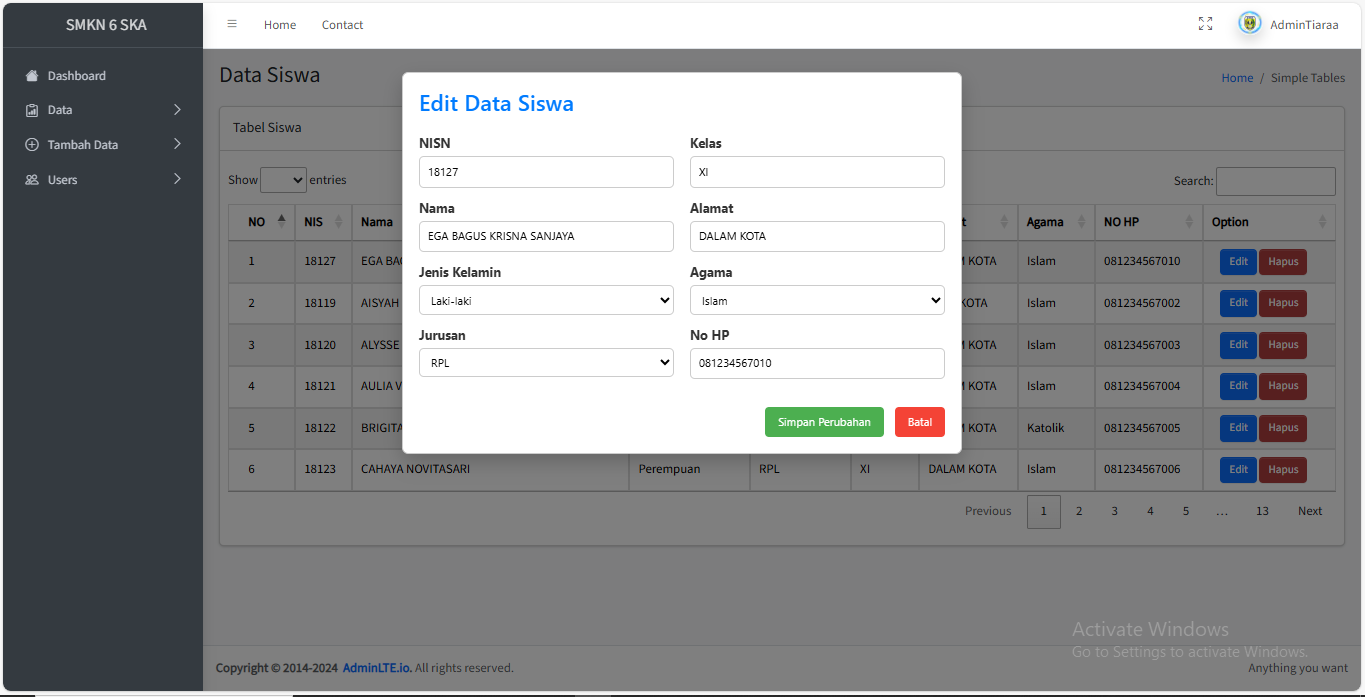 SMKN 6 SKA
Home Contact
AdminTiaraa
Dashboard
Data
Tambah Data
Users
Data Siswa
Home / Simple Tables
Tabel Siswa
Show entries
Search:
Edit Data Siswa
NISN Kelas
18127 XI
Nama Alamat
EGA BAGUS KRISNA SANJAYA DALAM KOTA
Jenis Kelamin Agama
Laki-laki Islam
Jurusan No HP
RPL 081234567010
Simpan Perubahan Batal
NO NIS Nama Agama NO HP Option
1 18127 EGA KOTA Islam 081234567010 Edit Hapus
2 18119 AISYAH KOTA Islam 081234567002 Edit Hapus
3 18120 ALYSSE KOTA Islam 081234567003 Edit Hapus
4 18121 AULIA KOTA Islam 081234567004 Edit Hapus
5 18122 BRIGITA KOTA Katolik 081234567005 Edit Hapus
6 18123 CAHAYA NOVITASARI Perempuan RPL XI DALAM KOTA Islam 081234567006 Edit Hapus
Previous 1 2 3 4 5 … 13 Next
Activate Windows
Go to Settings to activate Windows.
Copyright © 2014-2024 AdminLTE.io. All rights reserved.
Anything you want